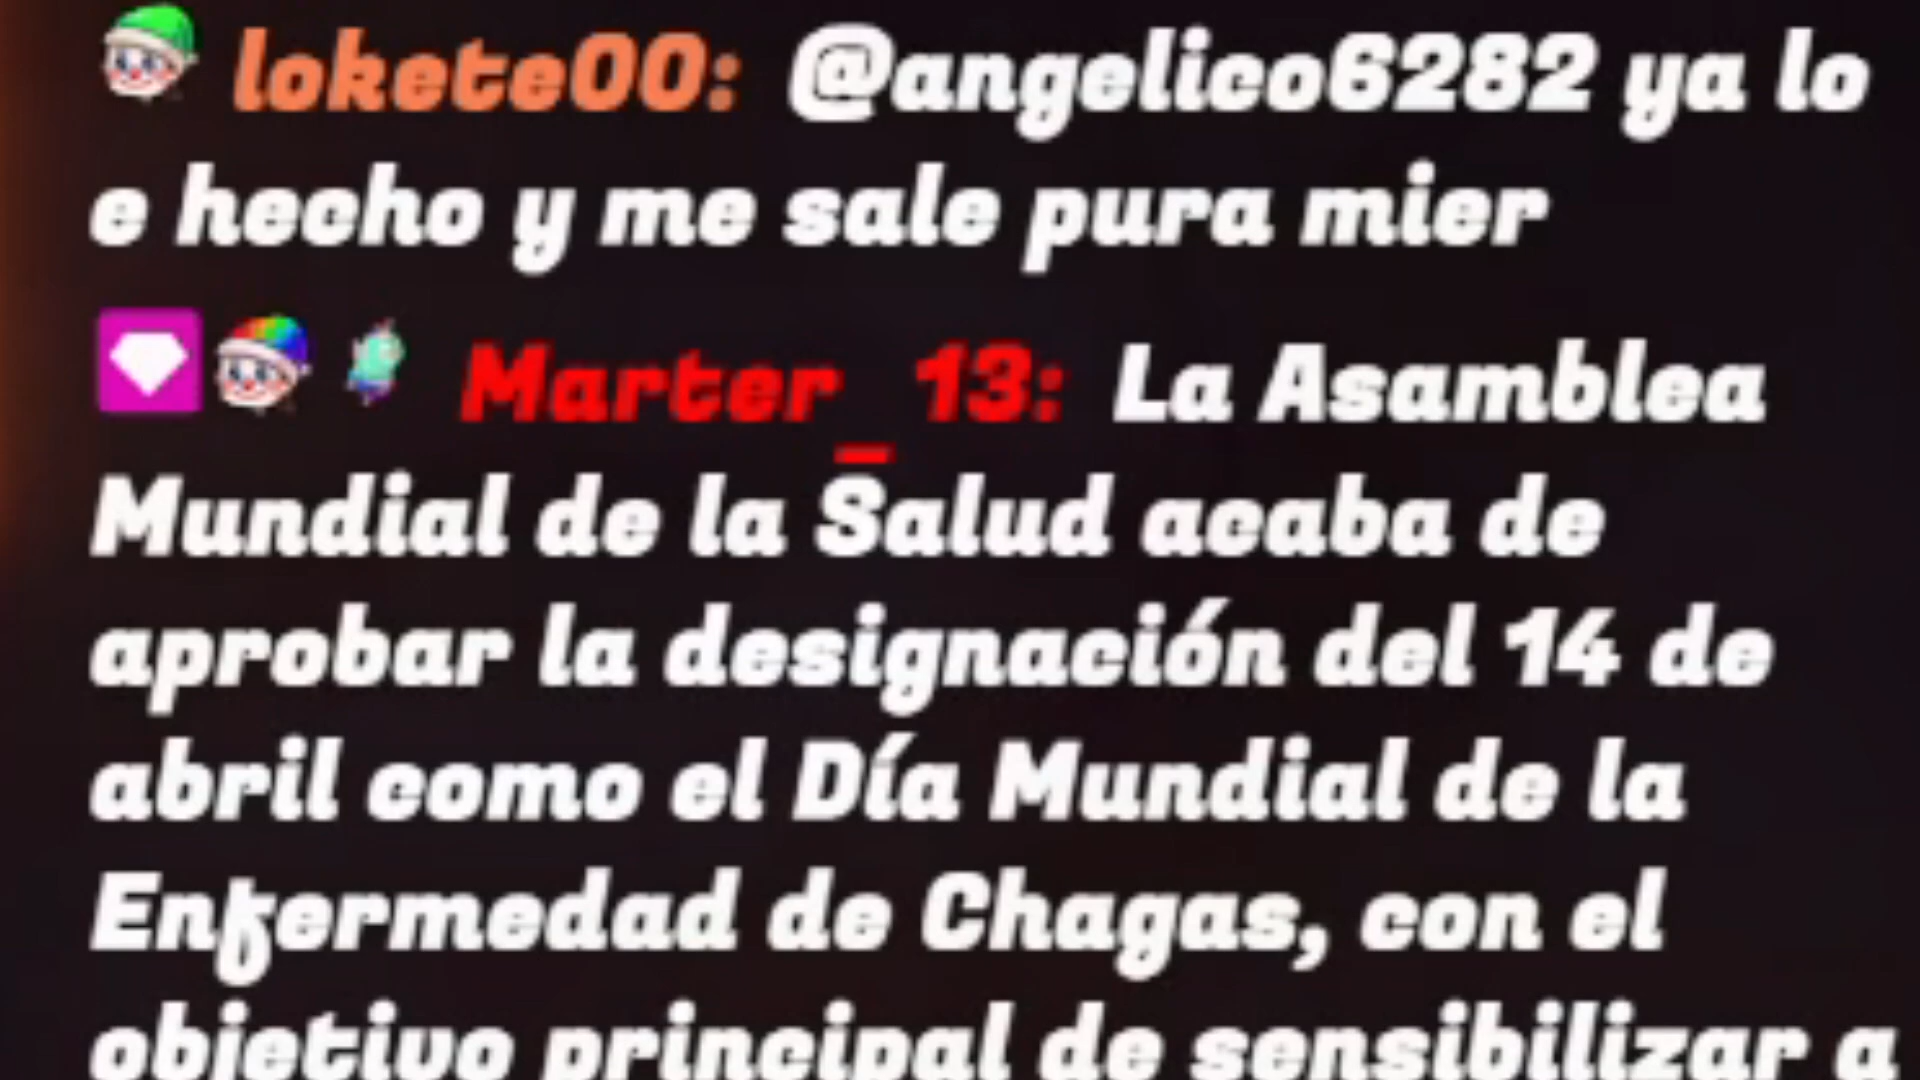 lokete00: @angelico6282 ya lo
e hecho y me sale pura mier
Marter_13: La Asamblea
Mundial de la Salud acaba de
aprobar la designación del 14 de
abril como el Día Mundial de la
Enfermedad de Chagas, con el
objetivo principal de sensibilizar a